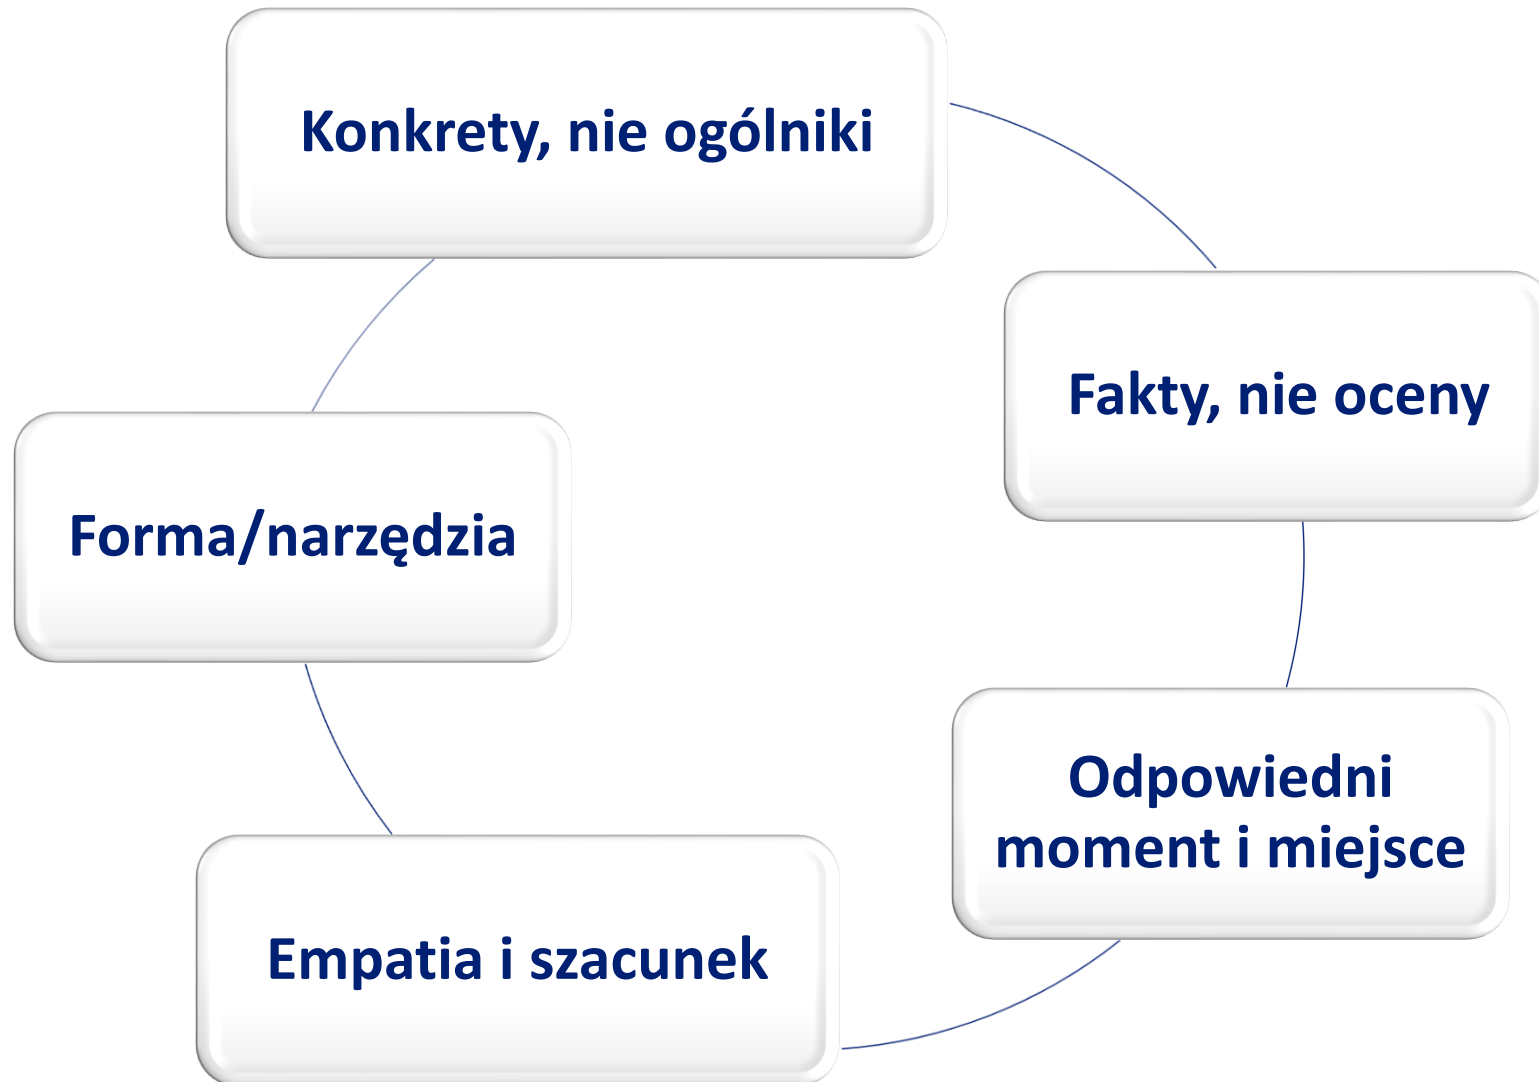 Konkrety, nie ogólniki
Fakty, nie oceny
Odpowiedni
moment i miejsce
Empatia i szacunek
Forma/narzędzia